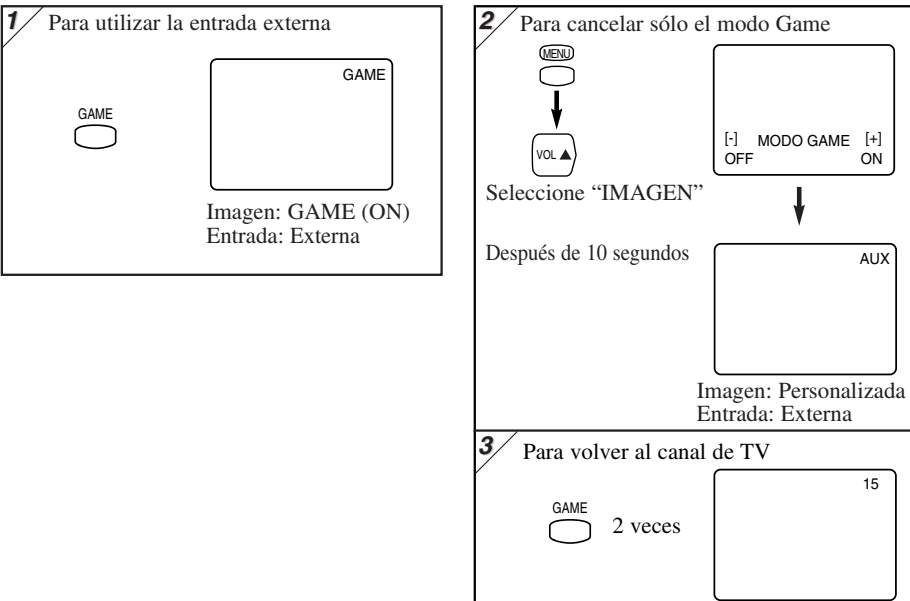 1 Para utilizar la entrada externa
GAME
GAME
Imagen: GAME (ON)
Entrada: Externa
2 Para cancelar sólo el modo Game
MENU
VOL ▲
[-] MODO GAME [+]
OFF ON
Seleccione “IMAGEN”
Después de 10 segundos
AUX
Imagen: Personalizada
Entrada: Externa
3 Para volver al canal de TV
GAME
2 veces
15